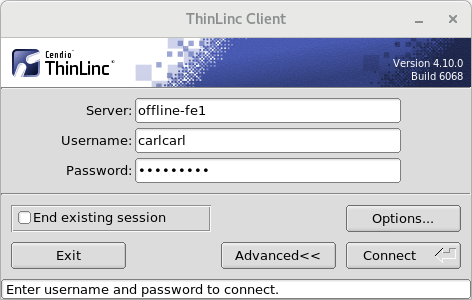 ThinLinc Client
Cendio
ThinLinc®
Version 4.10.0
Build 6068
Server: offline-fe1
Username: carlcarl
Password: •••••••••
End existing session
Options...
Exit
Advanced<<
Connect
Enter username and password to connect.